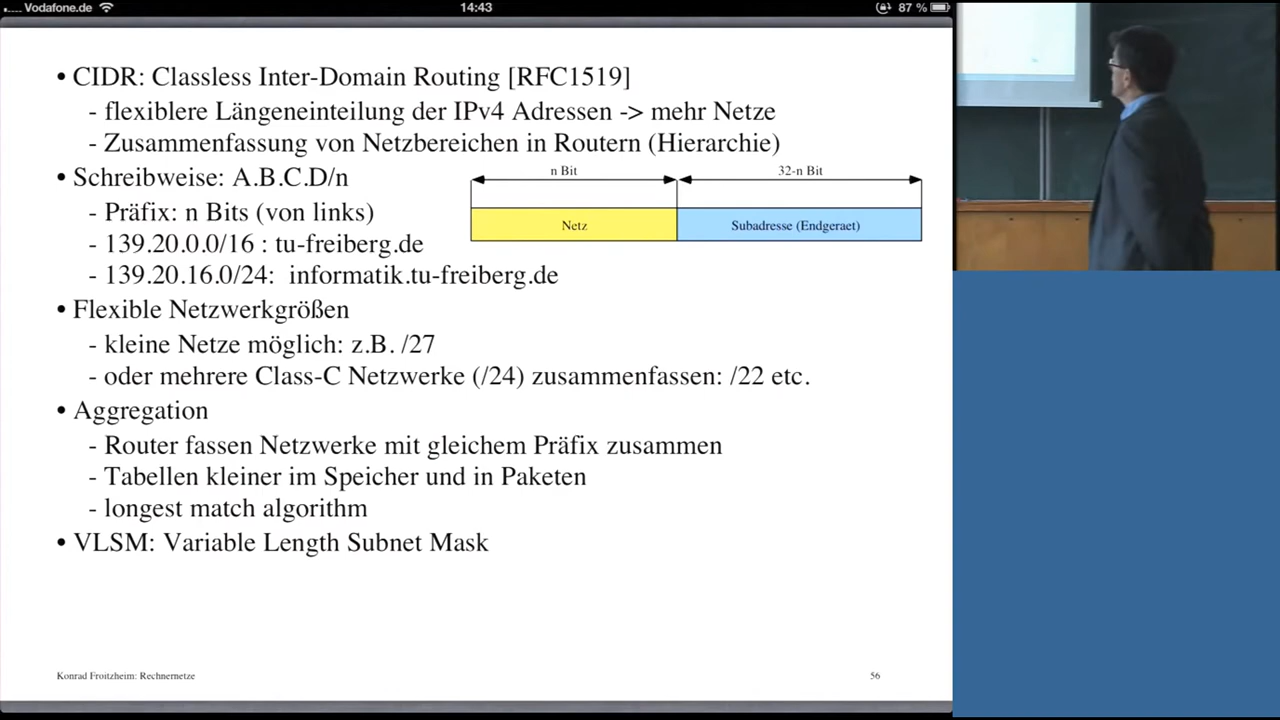 Vodafone.de 14:43 87 %
• CIDR: Classless Inter-Domain Routing [RFC1519]
- flexiblere Längeneinteilung der IPv4 Adressen -> mehr Netze
- Zusammenfassung von Netzbereichen in Routern (Hierarchie)
• Schreibweise: A.B.C.D/n
- Präfix: n Bits (von links)
- 139.20.0.0/16 : tu-freiberg.de
- 139.20.16.0/24: informatik.tu-freiberg.de
n Bit 32-n Bit
Netz Subadresse (Endgeraet)
• Flexible Netzwerkgrößen
- kleine Netze möglich: z.B. /27
- oder mehrere Class-C Netzwerke (/24) zusammenfassen: /22 etc.
• Aggregation
- Router fassen Netzwerke mit gleichem Präfix zusammen
- Tabellen kleiner im Speicher und in Paketen
- longest match algorithm
• VLSM: Variable Length Subnet Mask
Konrad Froitzheim: Rechnernetze 56